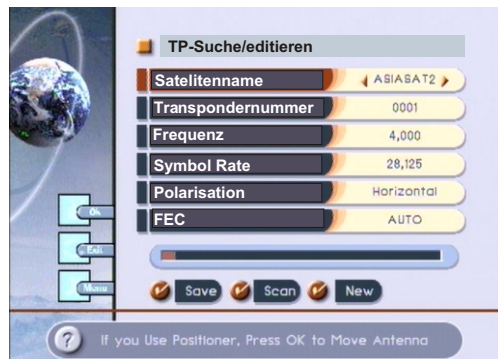 TP-Suche/editieren
Satelitenname ASIASAT2
Transpondernummer 0001
Frequenz 4,000
Symbol Rate 28,125
Polarisation Horizontal
FEC AUTO
Ok
Exit
Menu
Save Scan New
? If you Use Positioner, Press OK to Move Antenna